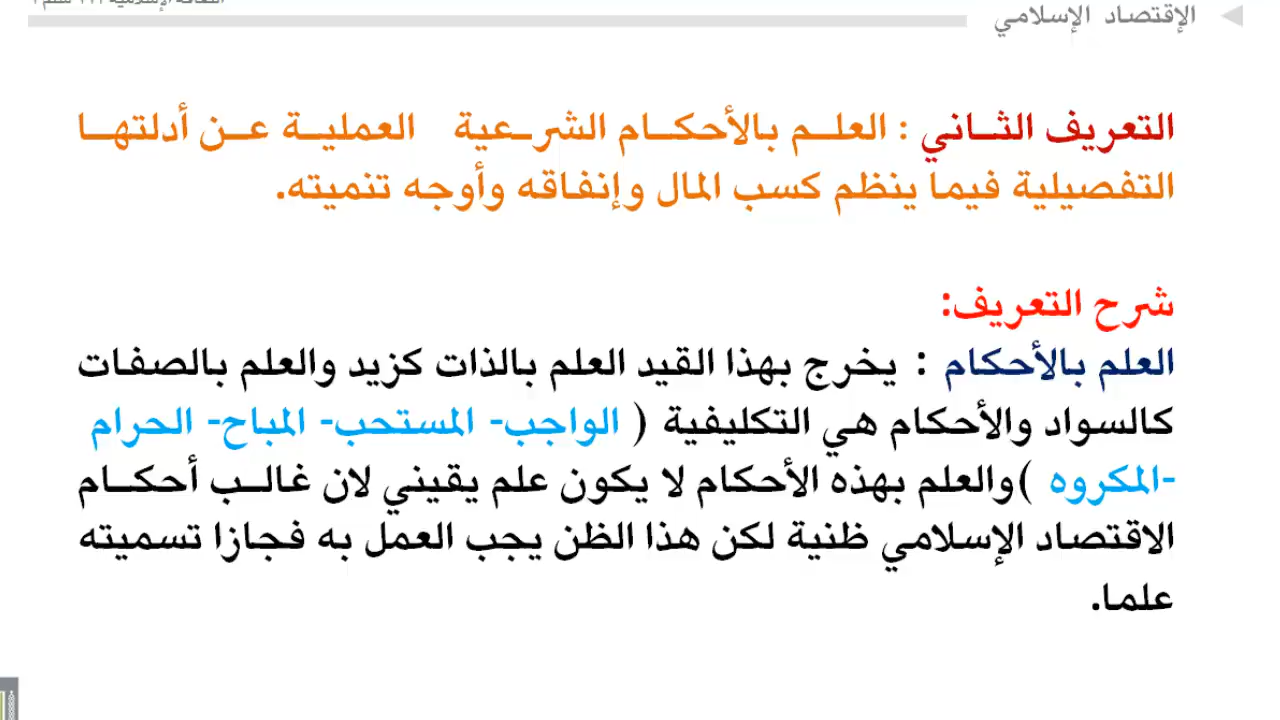 الإقتصاد الإسلامي
التعريف الثاني : العلم بالأحكام الشرعية العملية عن أدلتها
التفصيلية فيما ينظم كسب المال وإنفاقه وأوجه تنميته.
شرح التعريف:
العلم بالأحكام : يخرج بهذا القيد العلم بالذات كزيد والعلم بالصفات
كالسواد والأحكام هي التكليفية ( الواجب- المستحب- المباح- الحرام
-المكروه )والعلم بهذه الأحكام لا يكون علم يقيني لان غالب أحكام
الاقتصاد الإسلامي ظنية لكن هذا الظن يجب العمل به فجازا تسميته
علما.